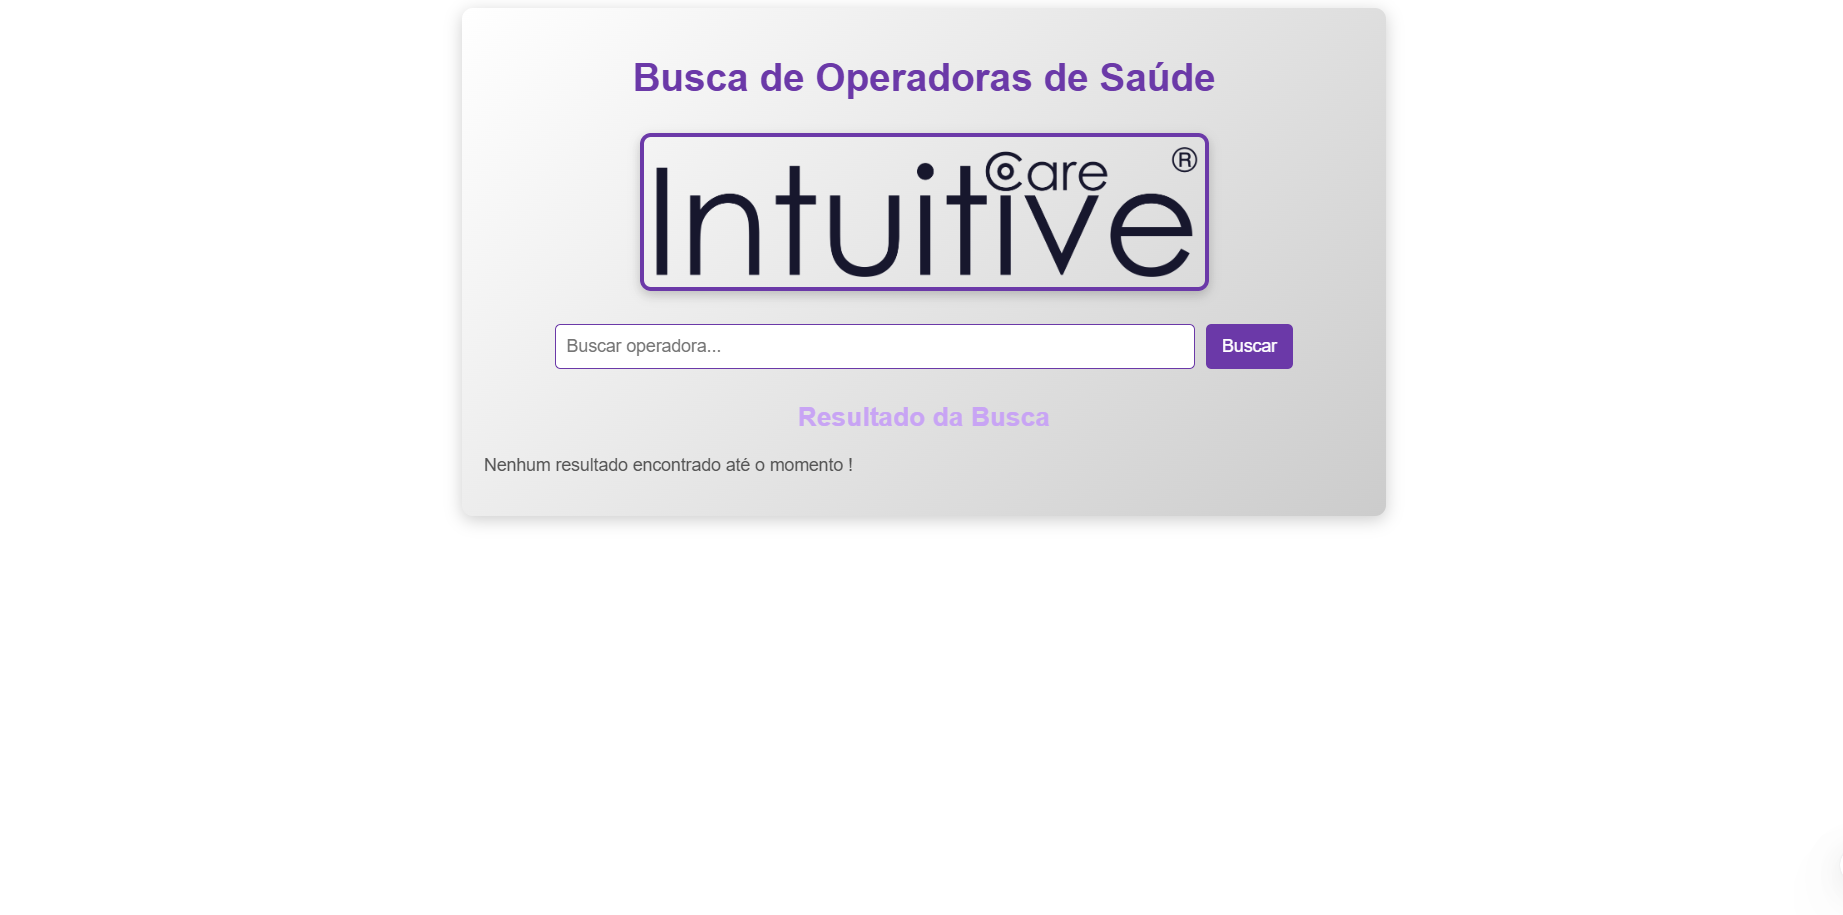 Busca de Operadoras de Saúde
Intuitive Care ®
Buscar operadora...
Buscar
Resultado da Busca
Nenhum resultado encontrado até o momento !